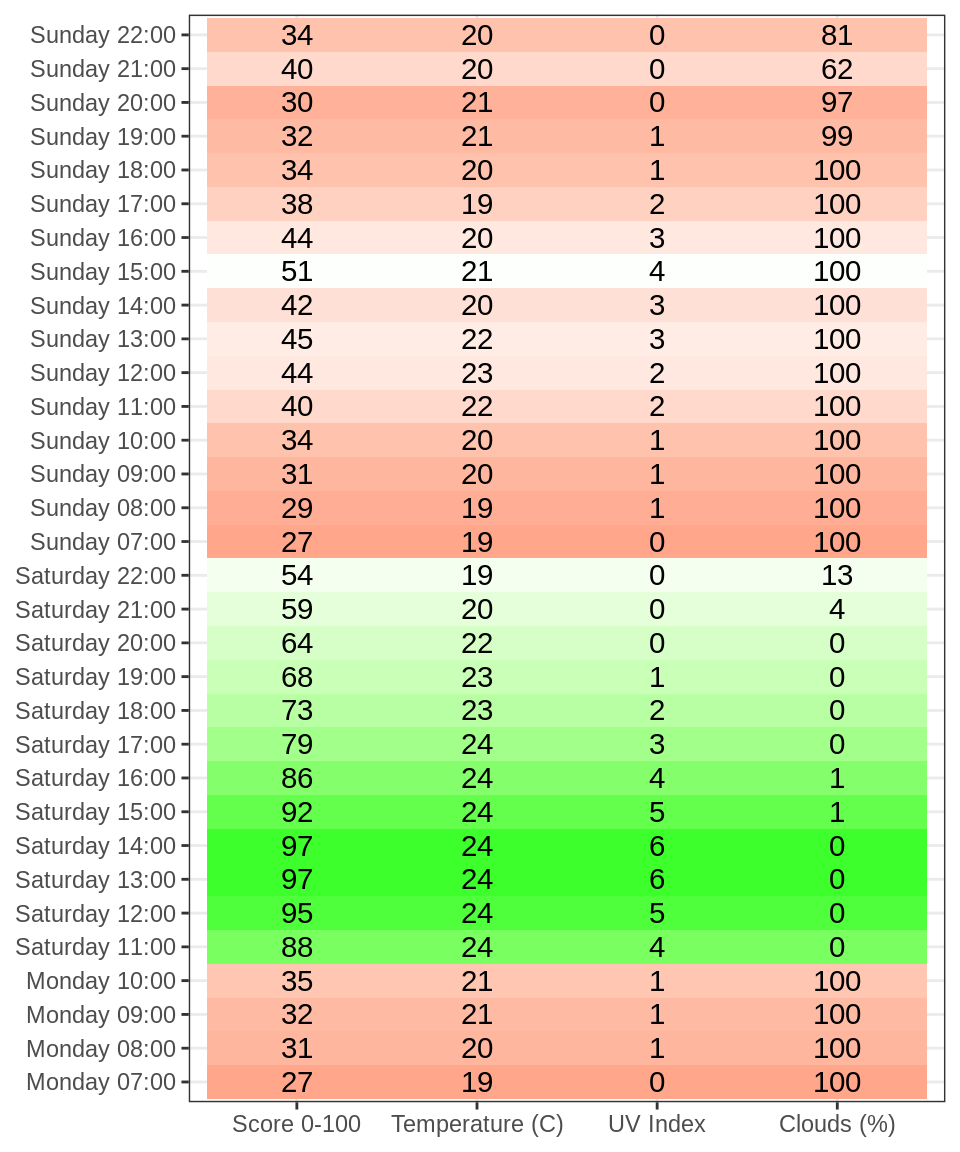 Sunday 22:00 34 20 0 81
Sunday 21:00 40 20 0 62
Sunday 20:00 30 21 0 97
Sunday 19:00 32 21 1 99
Sunday 18:00 34 20 1 100
Sunday 17:00 38 19 2 100
Sunday 16:00 44 20 3 100
Sunday 15:00 51 21 4 100
Sunday 14:00 42 20 3 100
Sunday 13:00 45 22 3 100
Sunday 12:00 44 23 2 100
Sunday 11:00 40 22 2 100
Sunday 10:00 34 20 1 100
Sunday 09:00 31 20 1 100
Sunday 08:00 29 19 1 100
Sunday 07:00 27 19 0 100
Saturday 22:00 54 19 0 13
Saturday 21:00 59 20 0 4
Saturday 20:00 64 22 0 0
Saturday 19:00 68 23 1 0
Saturday 18:00 73 23 2 0
Saturday 17:00 79 24 3 0
Saturday 16:00 86 24 4 1
Saturday 15:00 92 24 5 1
Saturday 14:00 97 24 6 0
Saturday 13:00 97 24 6 0
Saturday 12:00 95 24 5 0
Saturday 11:00 88 24 4 0
Monday 10:00 35 21 1 100
Monday 09:00 32 21 1 100
Monday 08:00 31 20 1 100
Monday 07:00 27 19 0 100
Score 0-100 Temperature (C) UV Index Clouds (%)